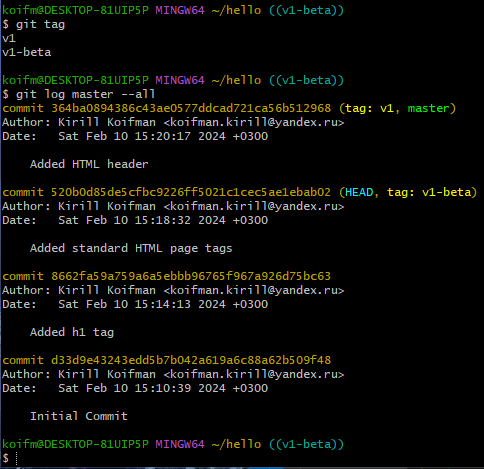 koifm@DESKTOP-81UIP5P MINGW64 ~/hello ((v1-beta))
$ git tag
v1
v1-beta
koifm@DESKTOP-81UIP5P MINGW64 ~/hello ((v1-beta))
$ git log master --all
commit 364ba0894386c43ae0577ddcad721ca56b512968 (tag: v1, master)
Author: Kirill Koifman <koifman.kirill@yandex.ru>
Date:   Sat Feb 10 15:20:17 2024 +0300
Added HTML header
commit 520b0d85de5cfbc9226ff5021c1cec5ae1ebab02 (HEAD, tag: v1-beta)
Author: Kirill Koifman <koifman.kirill@yandex.ru>
Date:   Sat Feb 10 15:18:32 2024 +0300
Added standard HTML page tags
commit 8662fa59a759a6a5ebbb96765f967a926d75bc63
Author: Kirill Koifman <koifman.kirill@yandex.ru>
Date:   Sat Feb 10 15:14:13 2024 +0300
Added h1 tag
commit d33d9e43243edd5b7b042a619a6c88a62b509f48
Author: Kirill Koifman <koifman.kirill@yandex.ru>
Date:   Sat Feb 10 15:10:39 2024 +0300
Initial Commit
koifm@DESKTOP-81UIP5P MINGW64 ~/hello ((v1-beta))
$